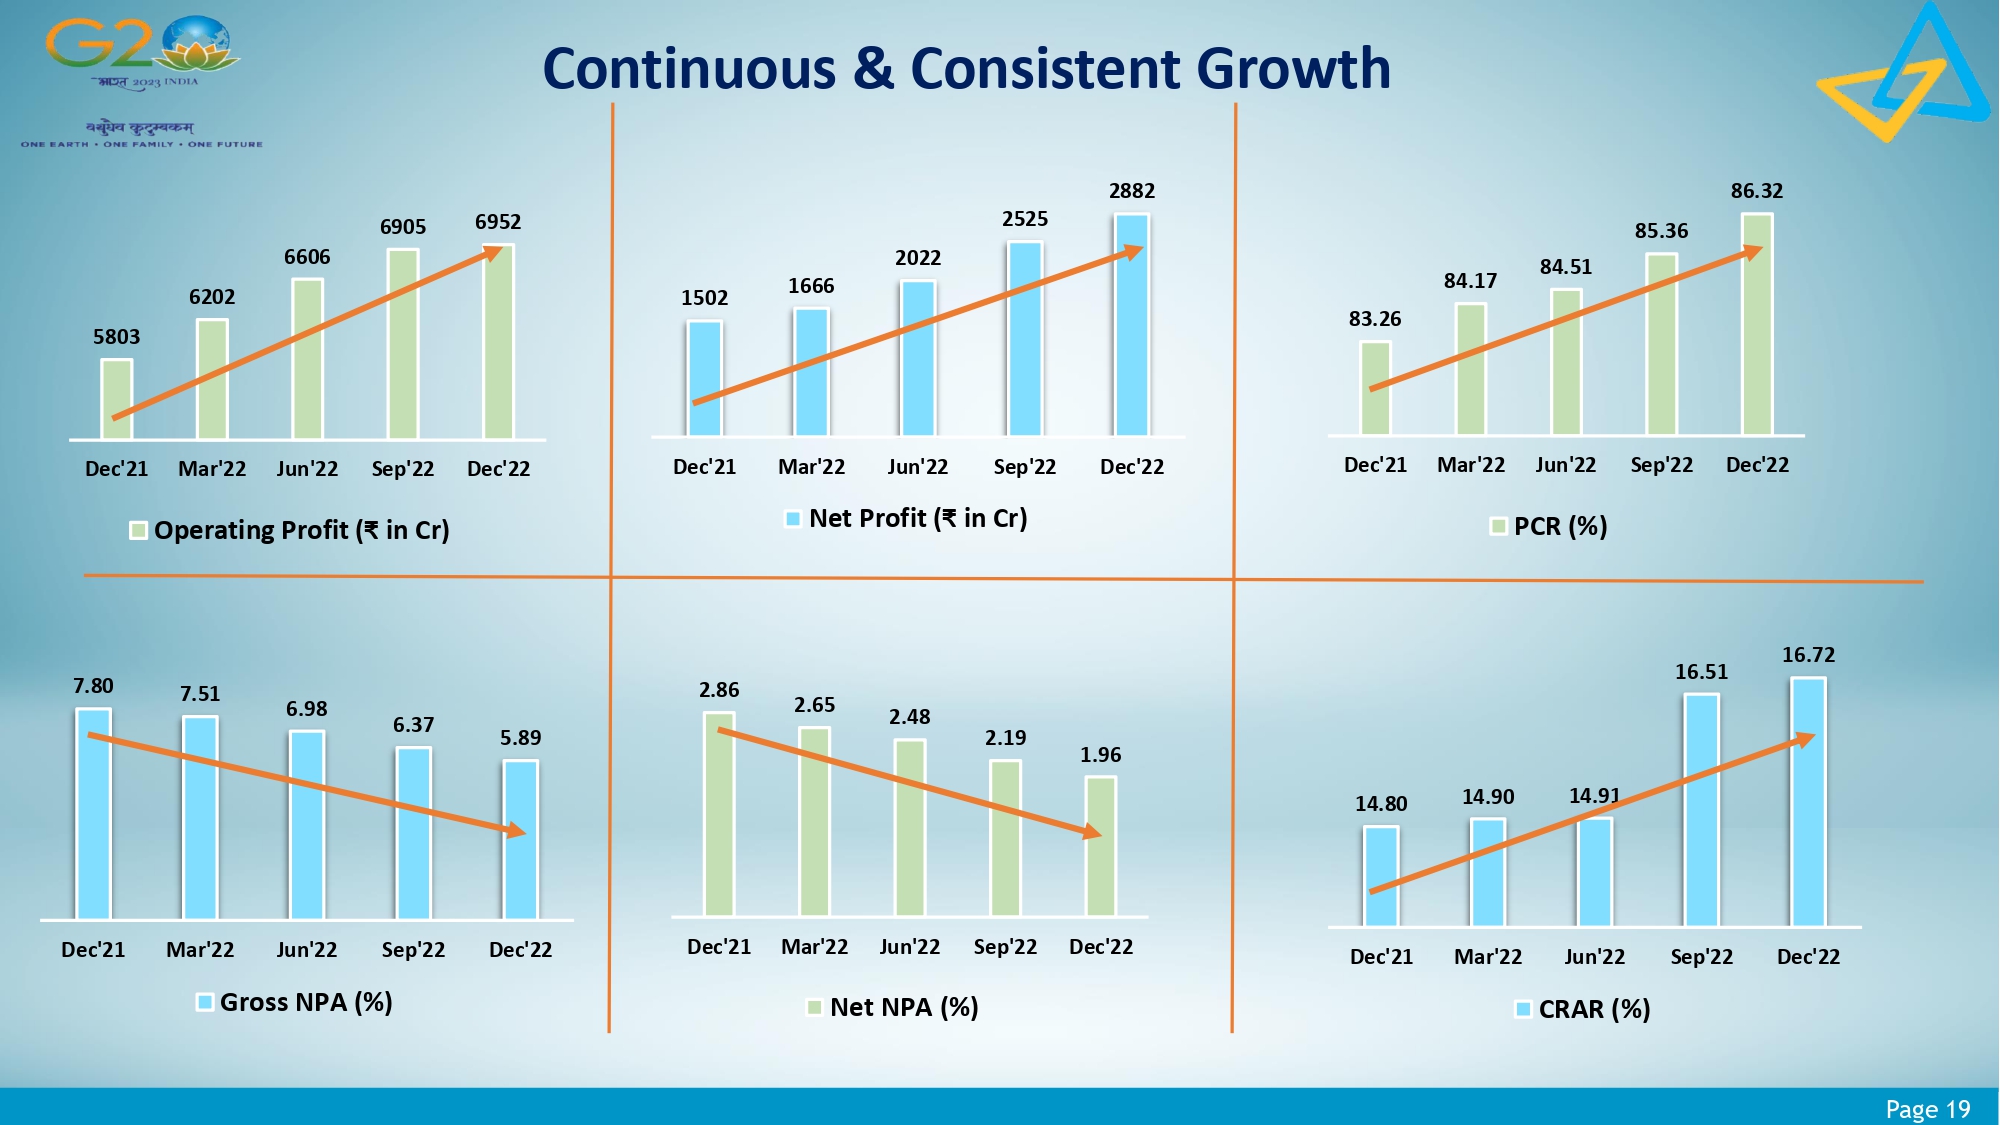 G20
भारत 2023 INDIA
वसुधैव कुटुम्बकम्
ONE EARTH • ONE FAMILY • ONE FUTURE
Continuous & Consistent Growth
5803 6202 6606 6905 6952
Dec'21 Mar'22 Jun'22 Sep'22 Dec'22
Operating Profit (₹ in Cr)
1502 1666 2022 2525 2882
Dec'21 Mar'22 Jun'22 Sep'22 Dec'22
Net Profit (₹ in Cr)
83.26 84.17 84.51 85.36 86.32
Dec'21 Mar'22 Jun'22 Sep'22 Dec'22
PCR (%)
7.80 7.51 6.98 6.37 5.89
Dec'21 Mar'22 Jun'22 Sep'22 Dec'22
Gross NPA (%)
2.86 2.65 2.48 2.19 1.96
Dec'21 Mar'22 Jun'22 Sep'22 Dec'22
Net NPA (%)
14.80 14.90 14.91 16.51 16.72
Dec'21 Mar'22 Jun'22 Sep'22 Dec'22
CRAR (%)
Page 19